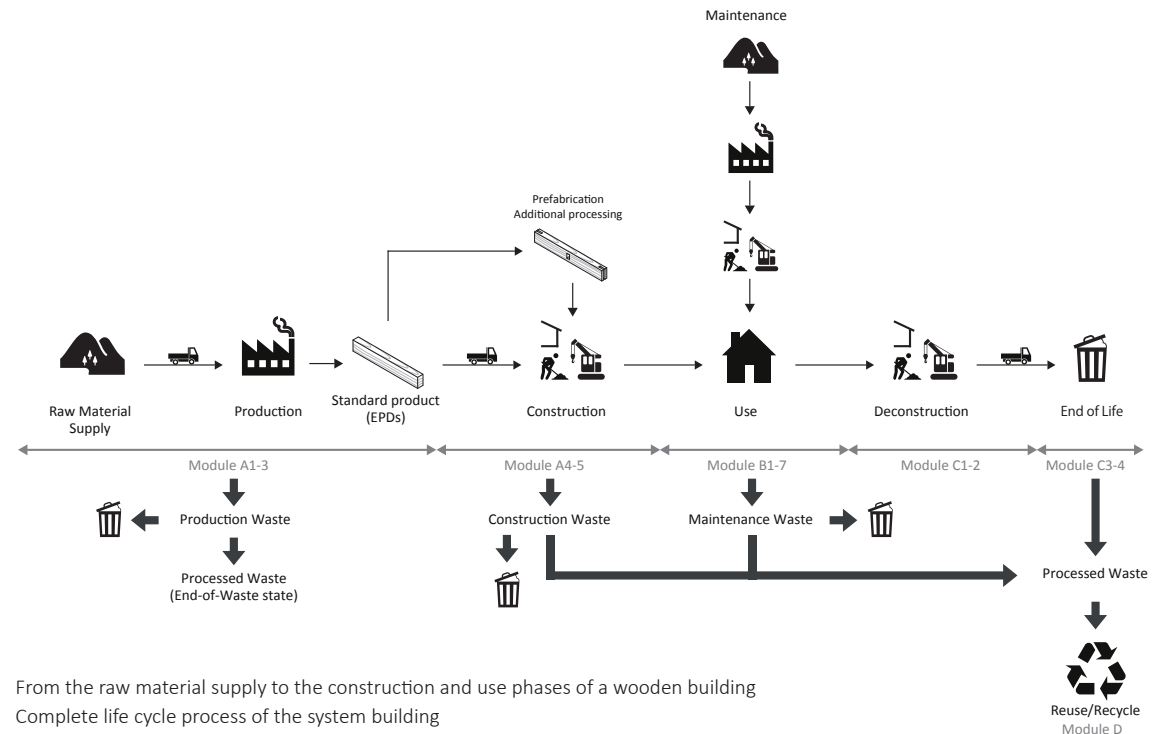 Maintenance
Prefabrication
Additional processing
Raw Material
Supply
Production
Standard product
(EPDs)
Construction
Use
Deconstruction
End of Life
Module A1-3
Module A4-5
Module B1-7
Module C1-2
Module C3-4
Production Waste
Construction Waste
Maintenance Waste
Processed Waste
(End-of-Waste state)
Processed Waste
Reuse/Recycle
Module D
From the raw material supply to the construction and use phases of a wooden building
Complete life cycle process of the system building